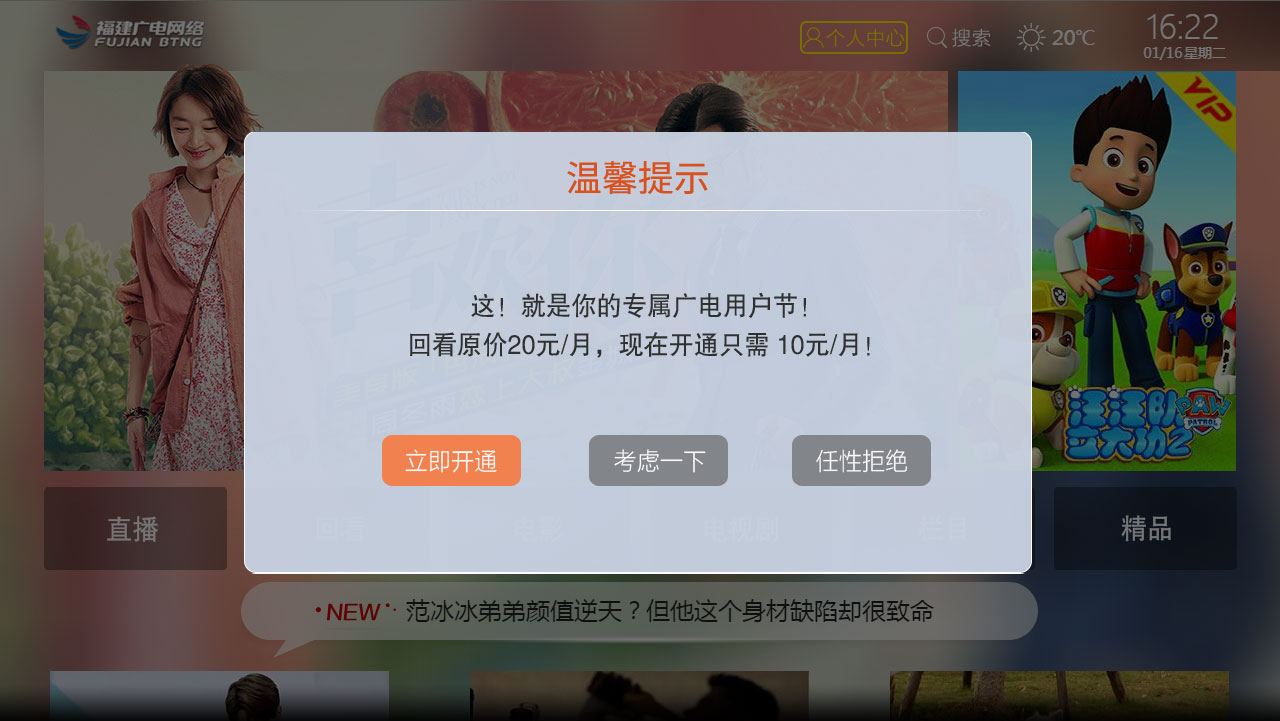 福建广电网络
FUJIAN BTNG
个人中心
搜索
20℃
16:22
01/16 星期二
VIP
温馨提示
这！就是你的专属广电用户节！
回看原价20元/月，现在开通只需 10元/月！
汪汪队
立大功2
PAW
PATROL
立即开通
考虑一下
任性拒绝
直播
回看
电影
电视剧
栏目
精品
NEW
范冰冰弟弟颜值逆天？但他这个身材缺陷却很致命